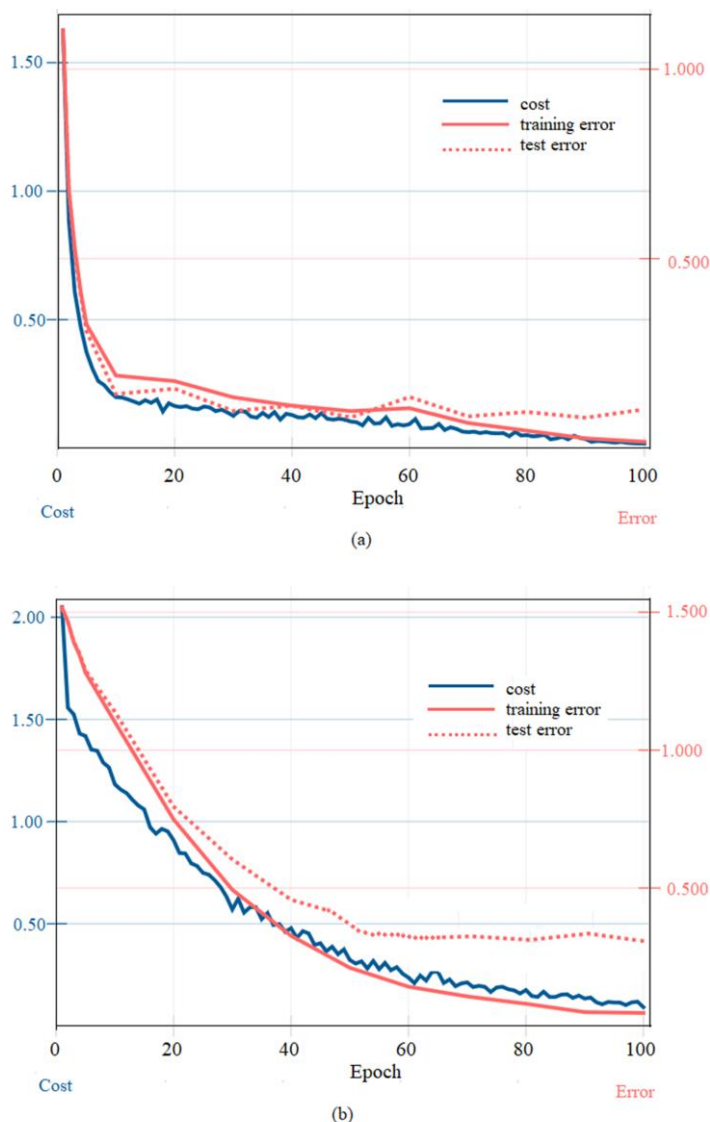 1.50
1.000
cost
training error
test error
1.00
0.500
0.50
0 20 40 60 80 100
Epoch
Cost
Error
(a)
2.00
1.500
cost
training error
test error
1.50
1.000
1.00
0.500
0.50
0 20 40 60 80 100
Epoch
Cost
Error
(b)